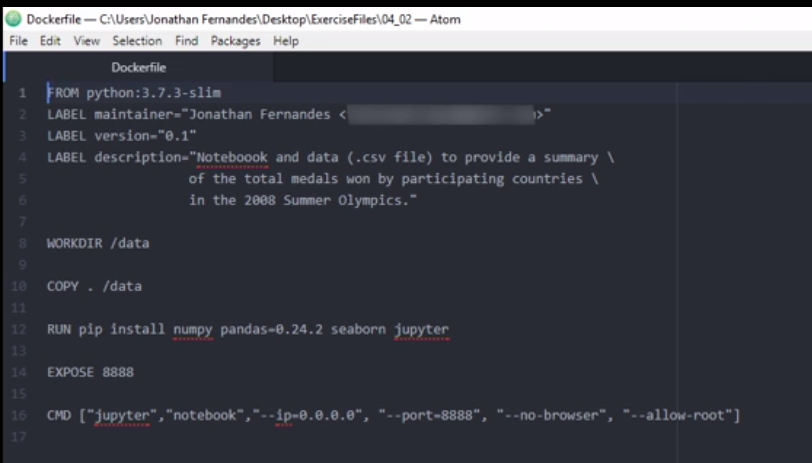 Dockerfile — C:\Users\Jonathan Fernandes\Desktop\ExerciseFiles\04_02 — Atom
File Edit View Selection Find Packages Help
Dockerfile
1 FROM python:3.7.3-slim
2 LABEL maintainer="Jonathan Fernandes < >"
3 LABEL version="0.1"
4 LABEL description="Noteboook and data (.csv file) to provide a summary \
5 of the total medals won by participating countries \
6 in the 2008 Summer Olympics."
7
8 WORKDIR /data
9
10 COPY . /data
11
12 RUN pip install numpy pandas=0.24.2 seaborn jupyter
13
14 EXPOSE 8888
15
16 CMD ["jupyter","notebook","--ip=0.0.0.0", "--port=8888", "--no-browser", "--allow-root"]
17